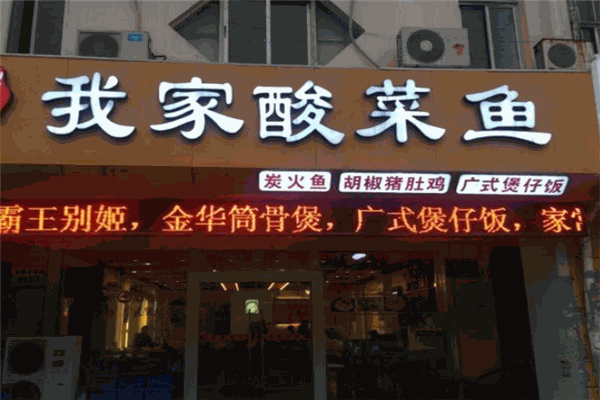 我家酸菜鱼
炭火鱼 胡椒猪肚鸡 广式煲仔饭
霸王别姬，金华筒骨煲，广式煲仔饭，家常